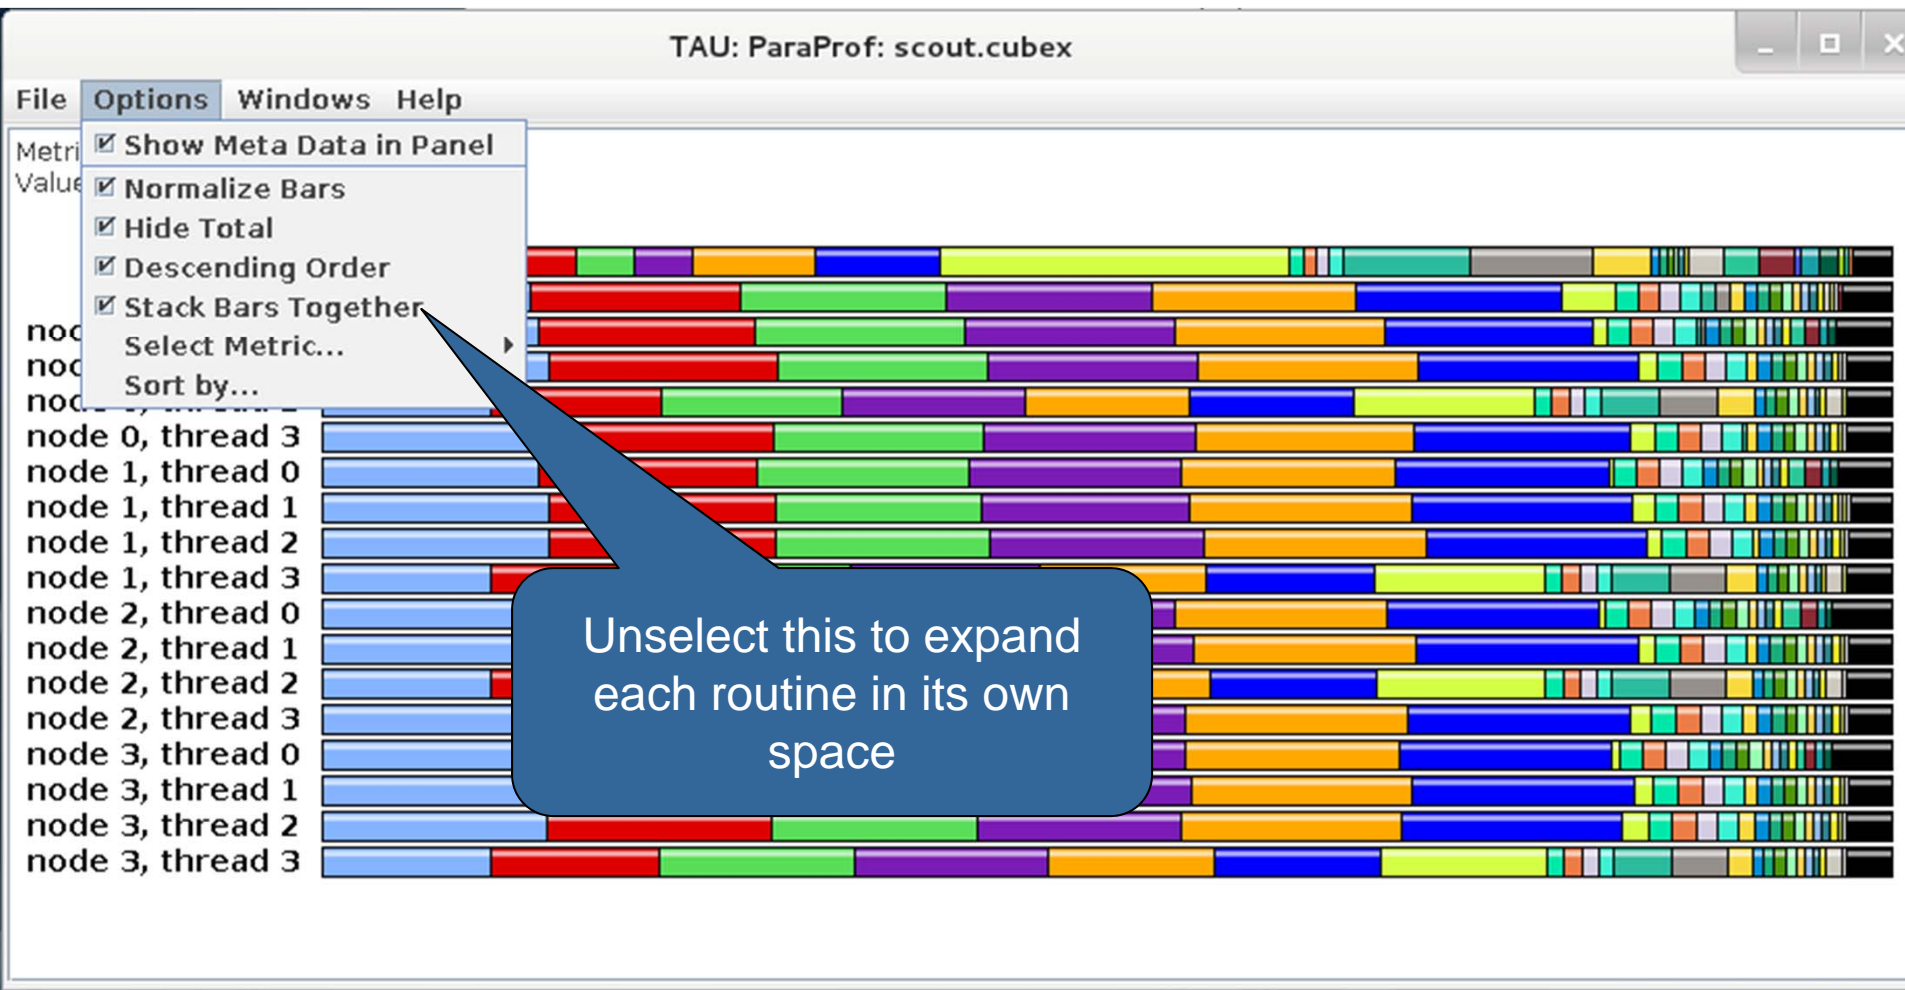 TAU: ParaProf: scout.cubex
File Options Windows Help
Metri
Value
Show Meta Data in Panel
Normalize Bars
Hide Total
Descending Order
Stack Bars Together
Select Metric...
Sort by...
node 0, thread 3
node 1, thread 0
node 1, thread 1
node 1, thread 2
node 1, thread 3
node 2, thread 0
node 2, thread 1
node 2, thread 2
node 2, thread 3
node 3, thread 0
node 3, thread 1
node 3, thread 2
node 3, thread 3
Unselect this to expand
each routine in its own
space